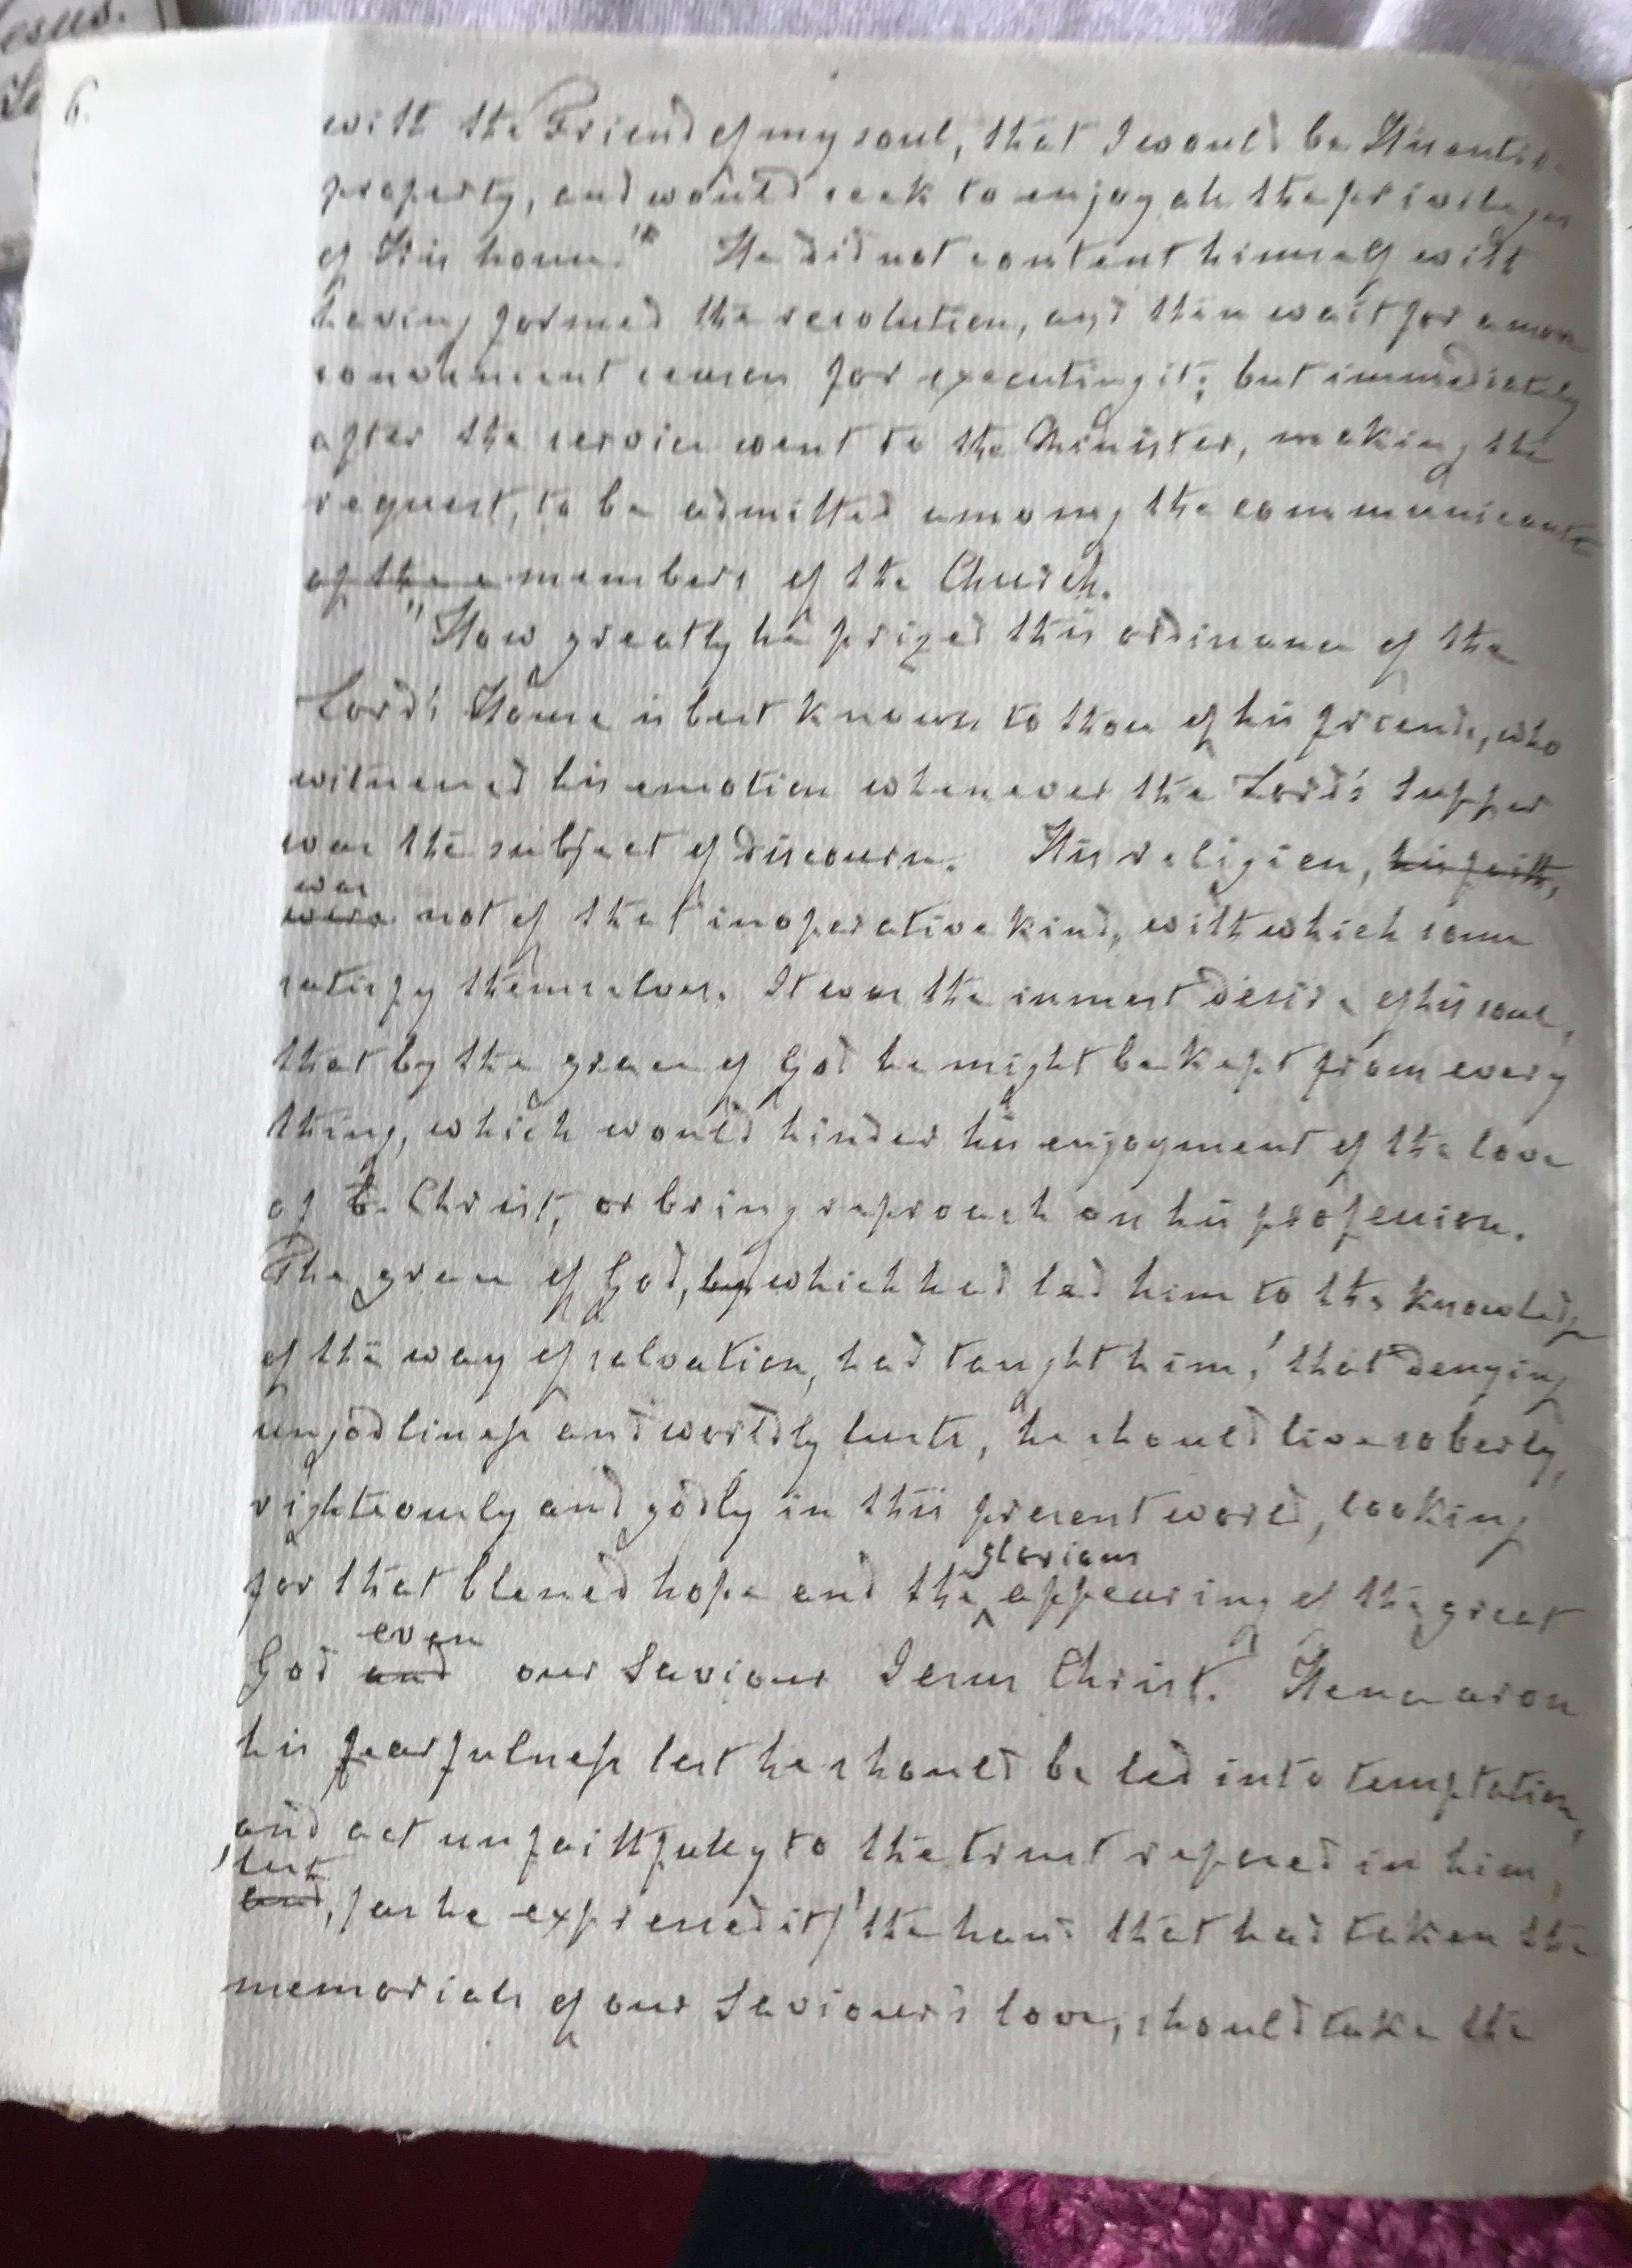 esus.
6.
with the Friend of my soul, that I would be His entire
property, and would seek to enjoy all the privileges
of His house." He did not content himself with
having formed the resolution, and then wait for a more
convenient season for executing it; but immediately
after the service went to the Minister, making the
request, to be admitted among the communicants
of the members of the Church.
"How greatly he prized this ordinance of the
Lord's House is best known to those of his friends, who
witnessed his emotion whenever the Lord's Supper
was the subject of discourse. His religion, his faith,
was
were not of that inoperative kind, with which some
satisfy themselves. It was the inmost desire of his soul,
that by the grace of God he might be kept from every
thing, which would hinder his enjoyment of the love
of Christ, or bring reproach on his profession.
The grace of God, by which had led him to the knowledge
of the way of salvation, had taught him, 'that denying
ungodliness and worldly lusts, he should live soberly,
righteously and godly in this present world, looking
glorious
for that blessed hope and the appearing of the great
even
God and our Saviour Jesus Christ. Hence arose
his fearfulness lest he should be led into temptation,
and act unfaithfully to the trust reposed in him,
lest
and, (as he expressed it) 'the hand that had taken the
memorials of our Saviour's love, should take the